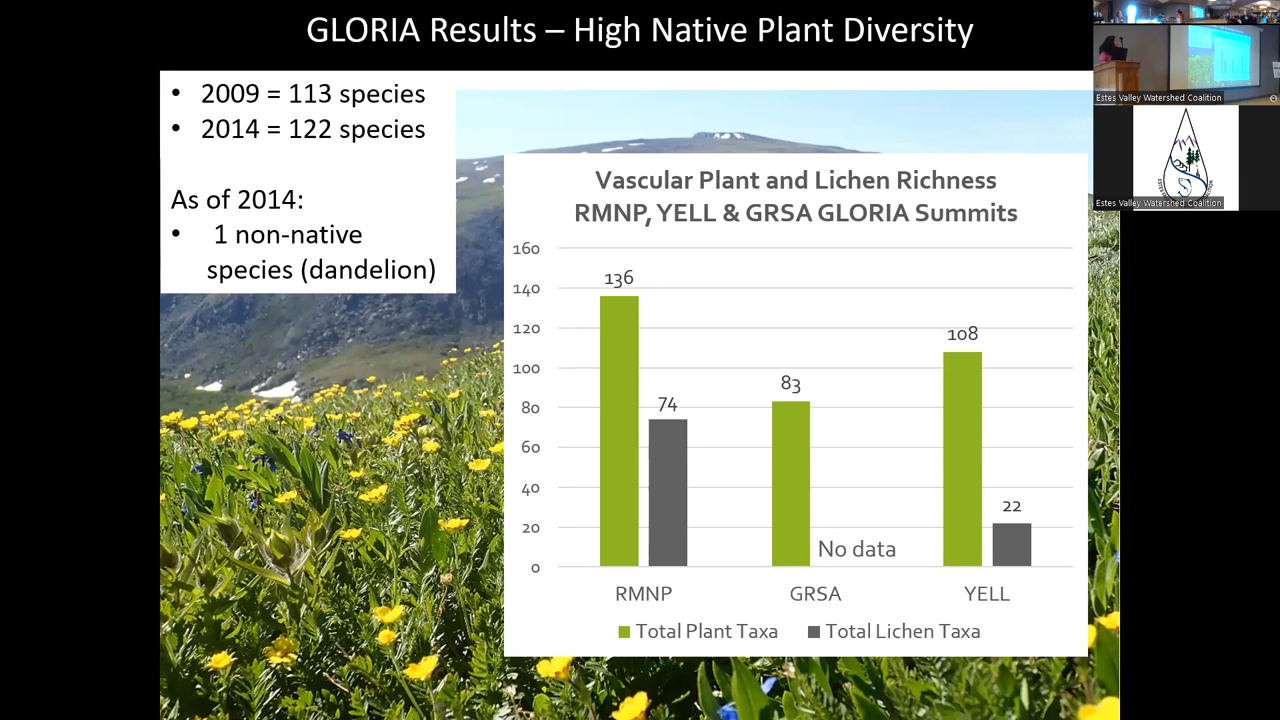 GLORIA Results – High Native Plant Diversity
• 2009 = 113 species
• 2014 = 122 species
As of 2014:
• 1 non-native
species (dandelion)
Vascular Plant and Lichen Richness
RMNP, YELL & GRSA GLORIA Summits
160
140
120
100
80
60
40
20
0
136
74
83
No data
108
22
RMNP
GRSA
YELL
Total Plant Taxa
Total Lichen Taxa
Estes Valley Watershed Coalition
Estes Valley Watershed Coalition